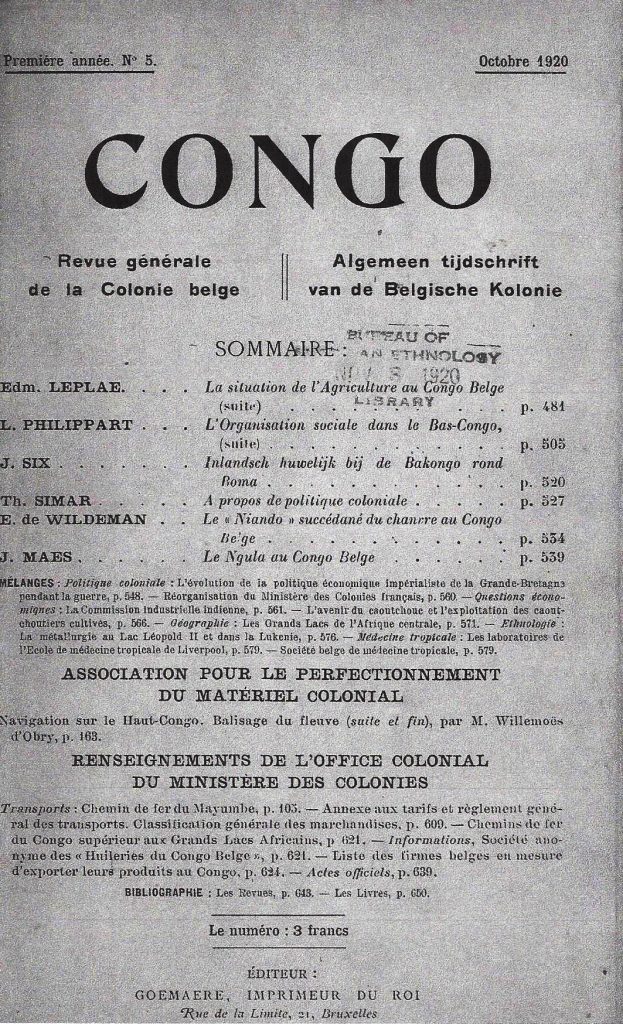 Première année. N° 5.
Octobre 1920
CONGO
Revue générale
de la Colonie belge
Algemeen tijdschrift
van de Belgische Kolonie
SOMMAIRE :
BUREAU OF
AN ETHNOLOGY
1920
LIBRARY
Edm. LEPLAE. . . . La situation de l'Agriculture au Congo Belge
(suite) . . . . . . . . . . p. 481
L. PHILIPPART . . . L'Organisation sociale dans le Bas-Congo,
(suite) . . . . . . . . . . p. 505
J. SIX . . . . . . . Inlandsch huwelijk bij de Bakongo rond
Boma . . . . . . . . . . p. 520
Th. SIMAR . . . . . A propos de politique coloniale . . . . . p. 527
E. de WILDEMAN . . Le « Niando » succédané du chanvre au Congo
Belge . . . . . . . . . . p. 534
J. MAES . . . . . . Le Ngula au Congo Belge . . . . . . p. 539
MÉLANGES : Politique coloniale : L'évolution de la politique économique impérialiste de la Grande-Bretagne
pendant la guerre, p. 548. — Réorganisation du Ministère des Colonies français, p. 560. — Questions écono-
miques : La Commission industrielle indienne, p. 561. — L'avenir du caoutchouc et l'exploitation des caout-
choutiers cultivés, p. 566. — Géographie : Les Grands Lacs de l'Afrique centrale, p. 571. — Ethnologie :
La métallurgie au Lac Léopold II et dans la Lukenie, p. 576. — Médecine tropicale : Les laboratoires de
l'Ecole de médecine tropicale de Liverpool, p. 579. — Société belge de médecine tropicale, p. 579.
ASSOCIATION POUR LE PERFECTIONNEMENT
DU MATÉRIEL COLONIAL
Navigation sur le Haut-Congo. Balisage du fleuve (suite et fin), par M. Willemoës
d'Obry, p. 163.
RENSEIGNEMENTS DE L'OFFICE COLONIAL
DU MINISTÈRE DES COLONIES
Transports : Chemin de fer du Mayumbe, p. 105. — Annexe aux tarifs et règlement géné-
ral des transports. Classification générale des marchandises, p. 609. — Chemins de fer
du Congo supérieur aux Grands Lacs Africains, p 621. — Informations, Société ano-
nyme des « Huileries du Congo Belge », p. 621. — Liste des firmes belges en mesure
d'exporter leurs produits au Congo, p. 624. — Actes officiels, p. 639.
BIBLIOGRAPHIE : Les Revues, p. 643. — Les Livres, p. 650.
Le numéro : 3 francs
ÉDITEUR :
GOEMAERE, IMPRIMEUR DU ROI
Rue de la Limite, 21, Bruxelles